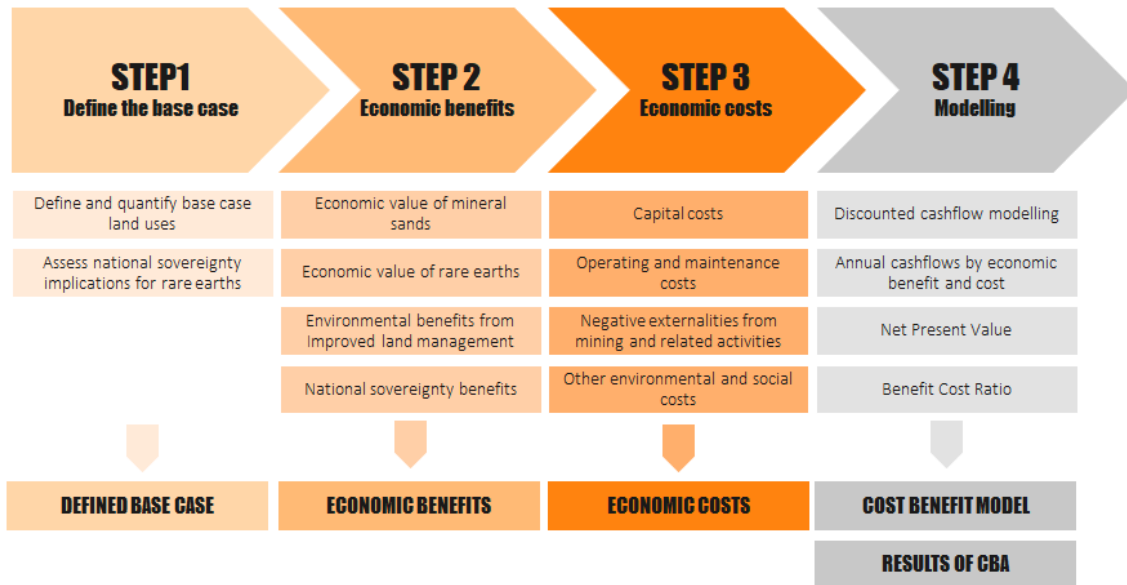 STEP1
Define the base case
STEP 2
Economic benefits
STEP 3
Economic costs
STEP 4
Modelling
Define and quantify base case
land uses
Assess national sovereignty
implications for rare earths
Economic value of mineral
sands
Economic value of rare earths
Environmental benefits from
Improved land management
National sovereignty benefits
Capital costs
Operating and maintenance
costs
Negative externalities from
mining and related activities
Other environmental and social
costs
Discounted cashflow modelling
Annual cashflows by economic
benefit and cost
Net Present Value
Benefit Cost Ratio
DEFINED BASE CASE
ECONOMIC BENEFITS
ECONOMIC COSTS
COST BENEFIT MODEL
RESULTS OF CBA